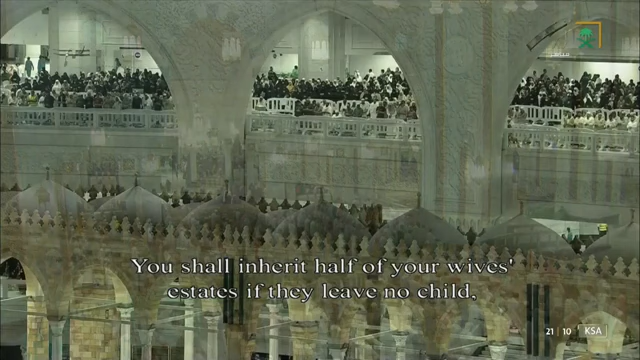 You shall inherit half of your wives'
estates if they leave no child,
21 10 KSA